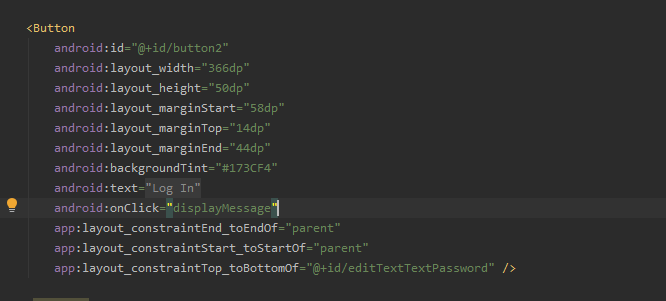 <Button
android:id="@+id/button2"
android:layout_width="366dp"
android:layout_height="50dp"
android:layout_marginStart="58dp"
android:layout_marginTop="14dp"
android:layout_marginEnd="44dp"
android:backgroundTint="#173CF4"
android:text="Log In"
android:onClick="displayMessage"
app:layout_constraintEnd_toEndOf="parent"
app:layout_constraintStart_toStartOf="parent"
app:layout_constraintTop_toBottomOf="@+id/editTextTextPassword" />